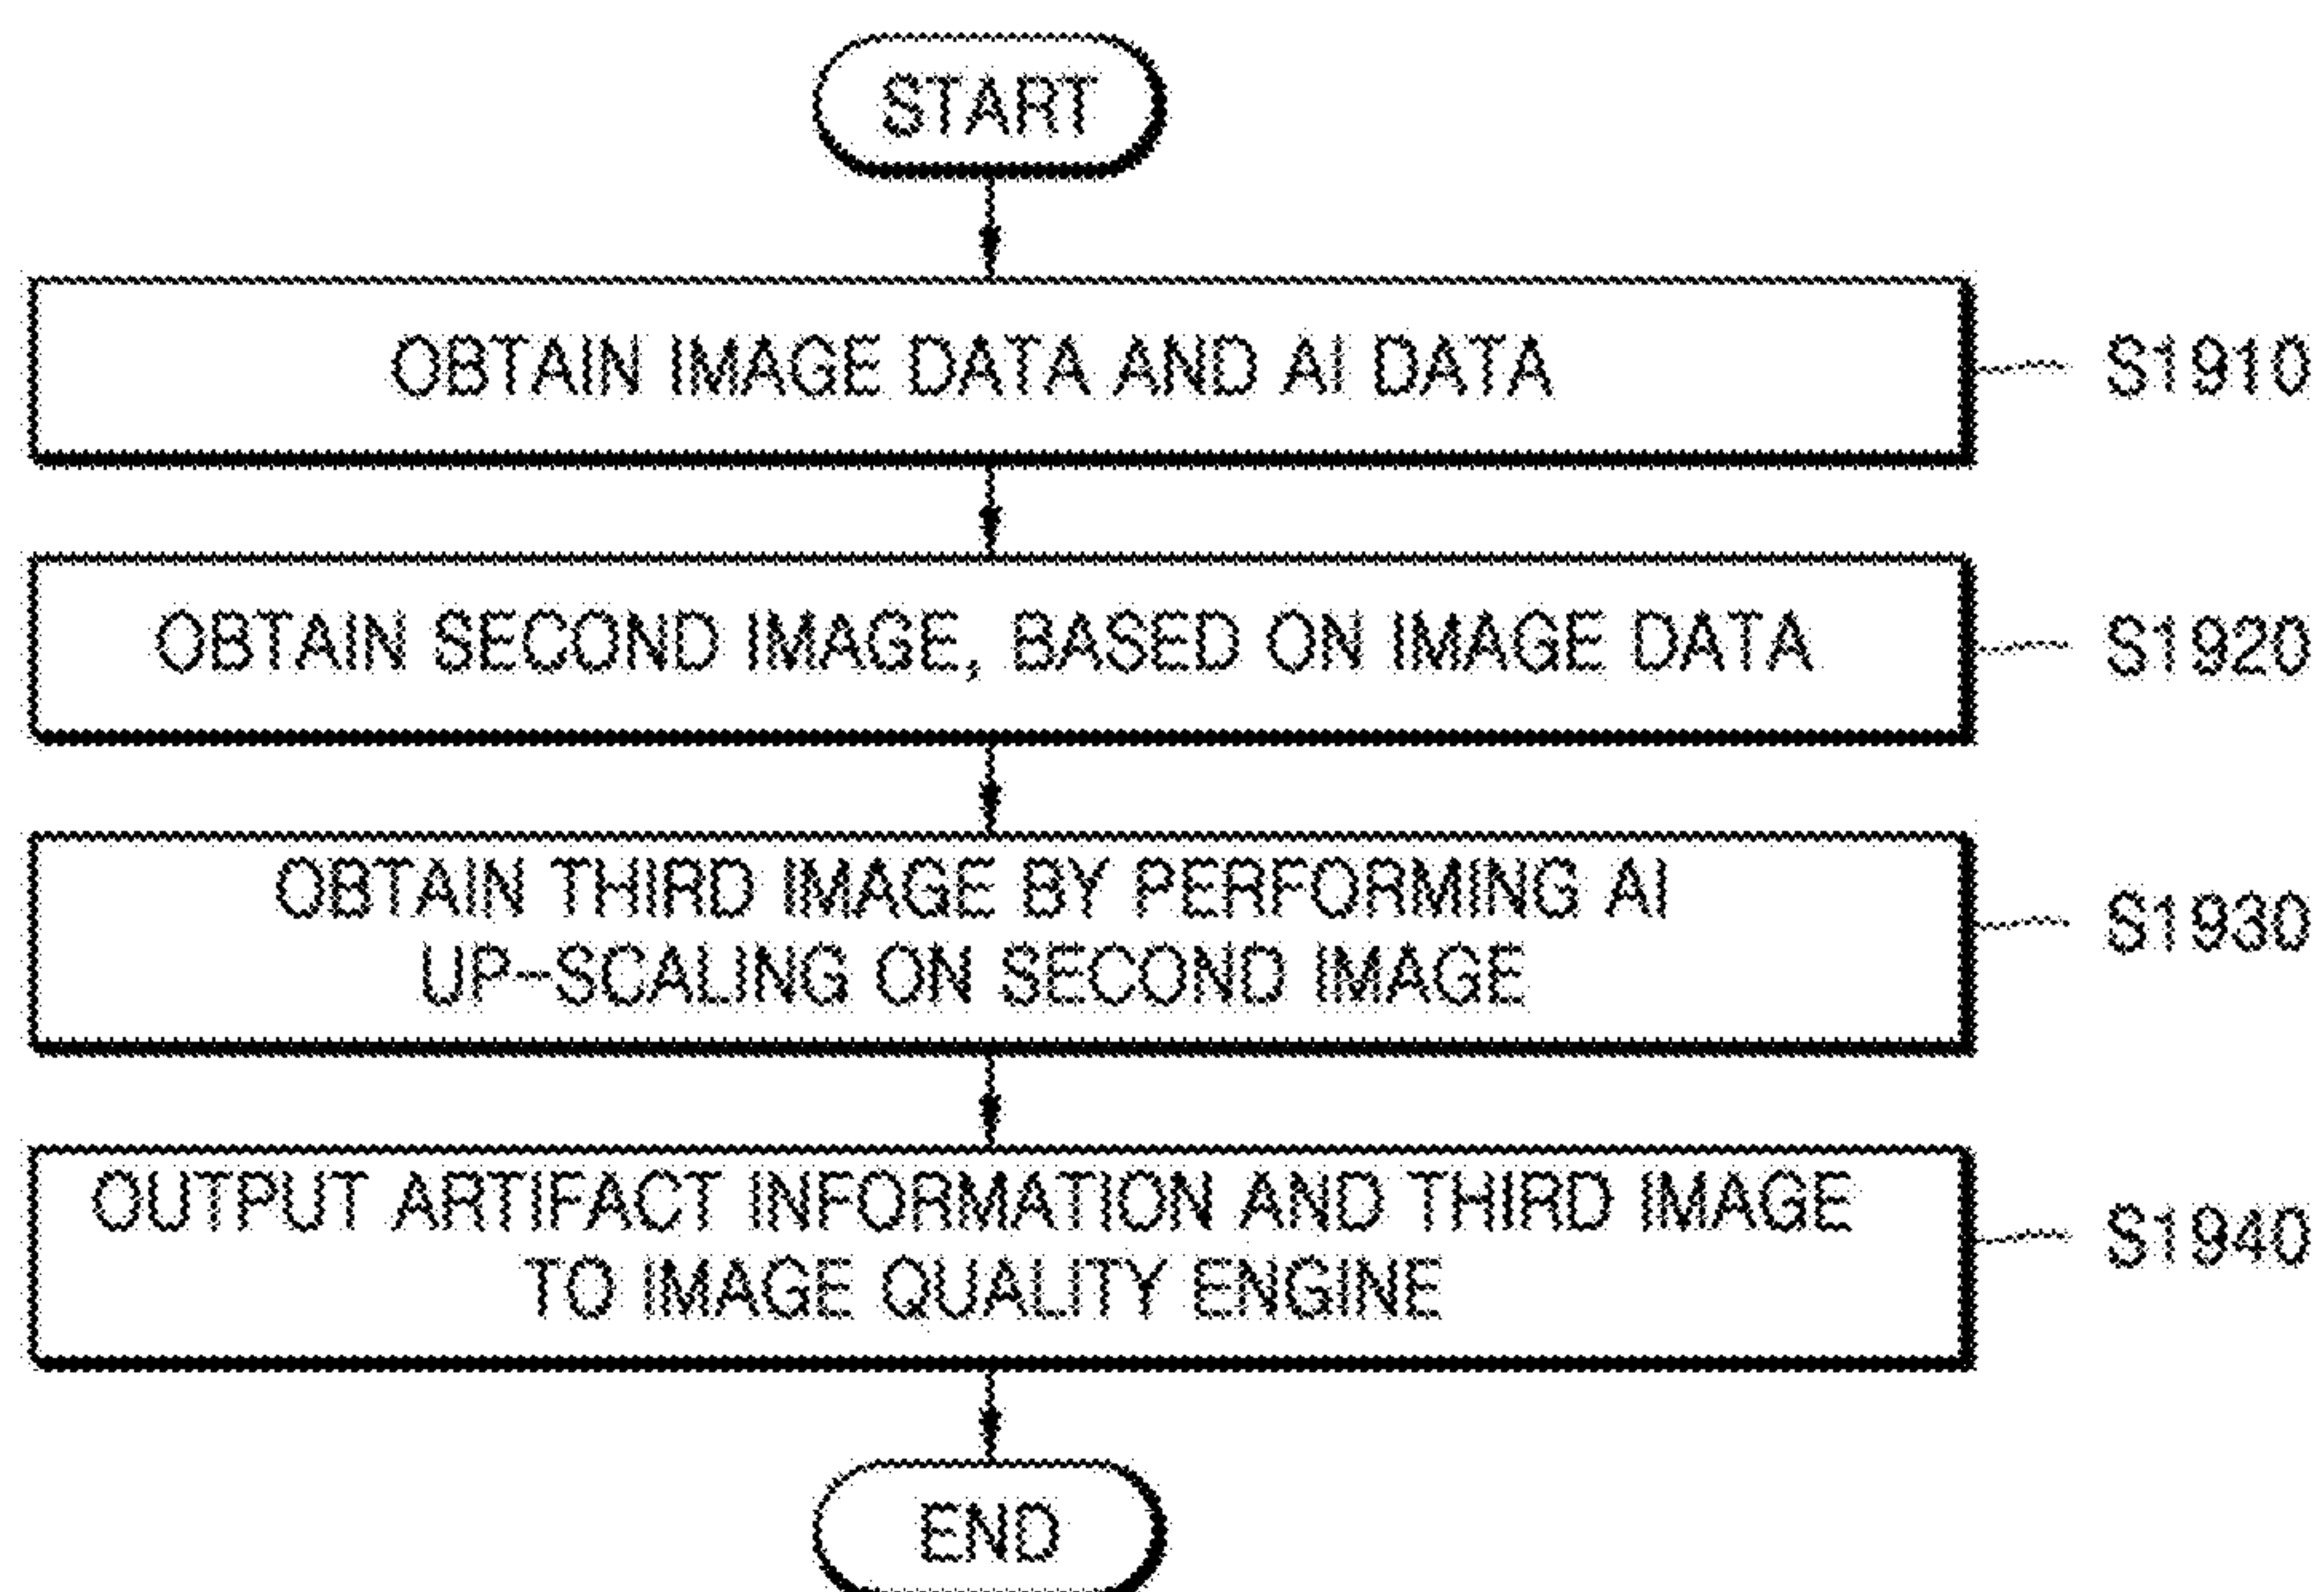 START
OBTAIN IMAGE DATA AND AI DATA
S1910
OBTAIN SECOND IMAGE, BASED ON IMAGE DATA
S1920
OBTAIN THIRD IMAGE BY PERFORMING AI
UP-SCALING ON SECOND IMAGE
S1930
OUTPUT ARTIFACT INFORMATION AND THIRD IMAGE
TO IMAGE QUALITY ENGINE
S1940
END